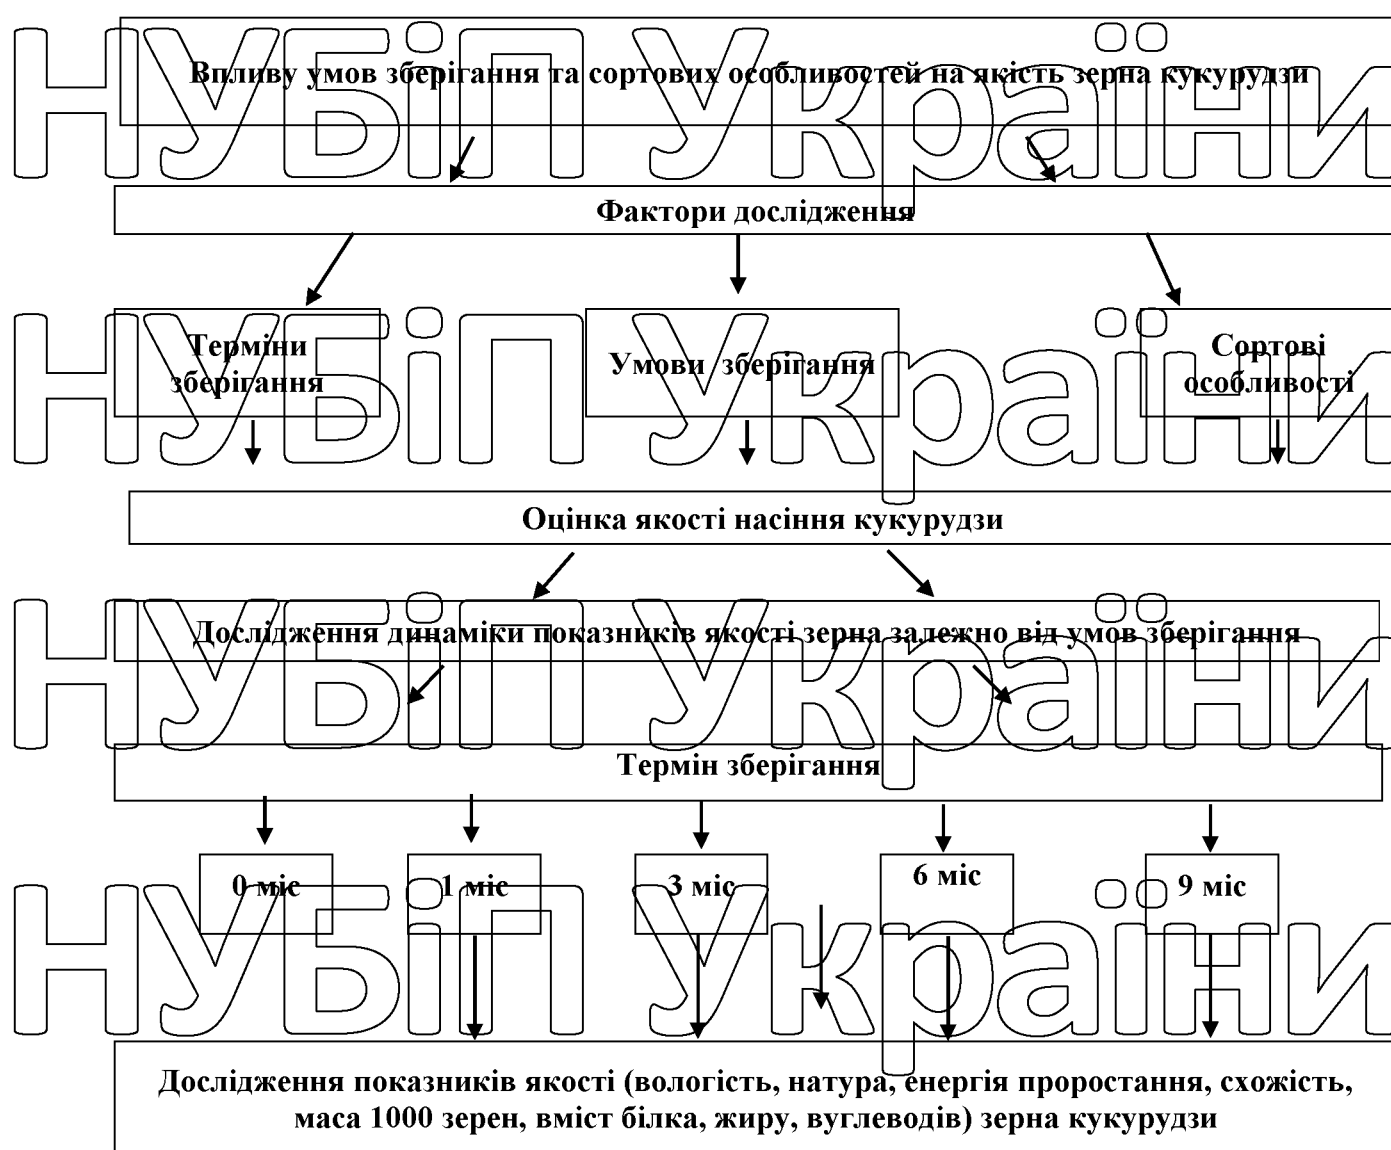 НУБіП України
Впливу умов зберігання та сортових особливостей на якість зерна кукурудзи
Фактори дослідження
НУБіП України
Терміни
зберігання
Умови зберігання
Сортові
особливості
Оцінка якості насіння кукурудзи
НУБіП України
Дослідження динаміки показників якості зерна залежно від умов зберігання
Термін зберігання
0 міс
1 міс
3 міс
6 міс
9 міс
НУБіП України
Дослідження показників якості (вологість, натура, енергія проростання, схожість,
маса 1000 зерен, вміст білка, жиру, вуглеводів) зерна кукурудзи